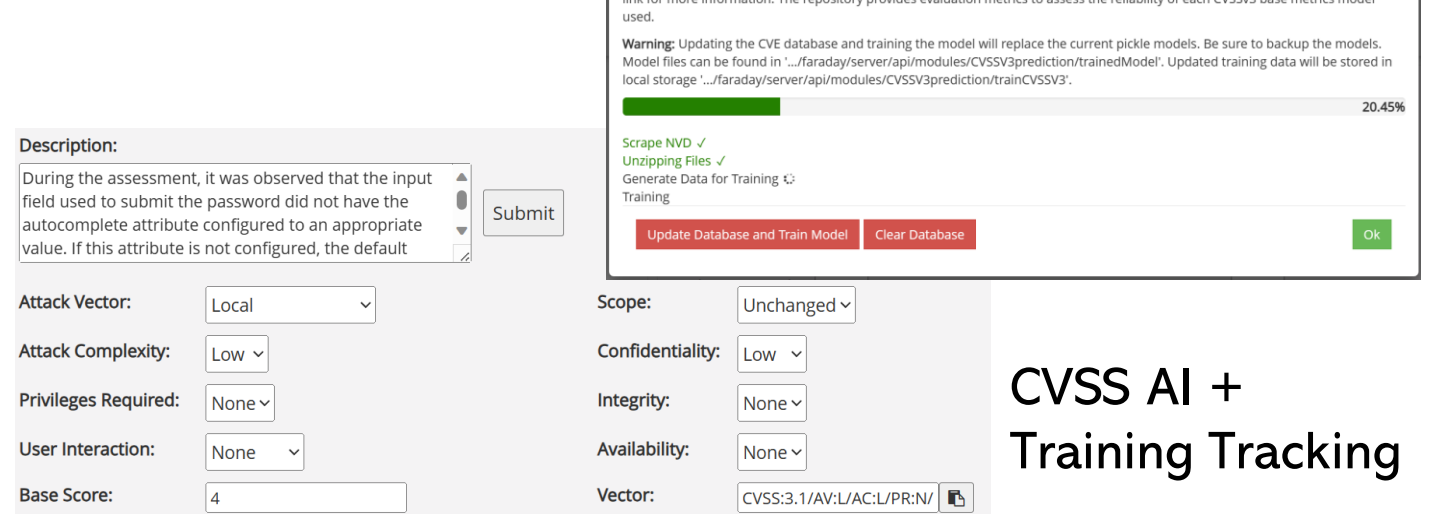 link for more information. The repository provides evaluation metrics to assess the reliability of each CVSSV3 base metrics model
used.
Warning: Updating the CVE database and training the model will replace the current pickle models. Be sure to backup the models.
Model files can be found in '.../faraday/server/api/modules/CVSSV3prediction/trainedModel'. Updated training data will be stored in
local storage '.../faraday/server/api/modules/CVSSV3prediction/trainCVSSV3'.
20.45%
Scrape NVD ✓
Unzipping Files ✓
Generate Data for Training
Training
Update Database and Train Model Clear Database Ok
Description:
During the assessment, it was observed that the input
field used to submit the password did not have the
autocomplete attribute configured to an appropriate
value. If this attribute is not configured, the default
Submit
Attack Vector: Local Scope: Unchanged
Attack Complexity: Low Confidentiality: Low
Privileges Required: None Integrity: None
User Interaction: None Availability: None
Base Score: 4 Vector: CVSS:3.1/AV:L/AC:L/PR:N/
CVSS AI +
Training Tracking